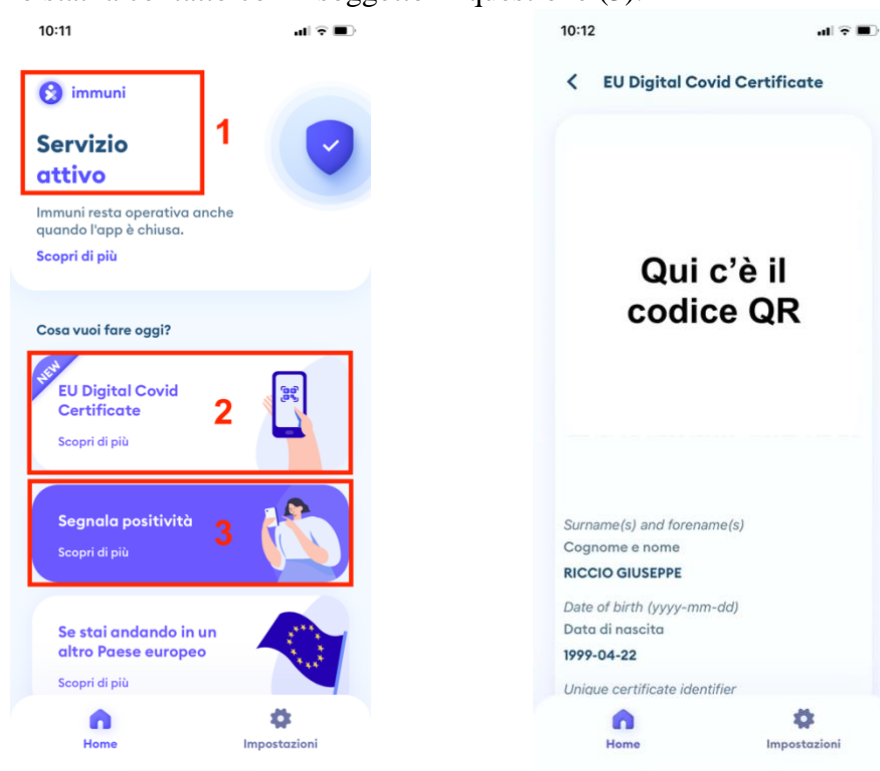 10:11
immuni
1
Servizio
attivo
Immuni resta operativa anche
quando l'app è chiusa.
Scopri di più
Cosa vuoi fare oggi?
NEW
EU Digital Covid
Certificate
2
Scopri di più
Segnala positività
3
Scopri di più
Se stai andando in un
altro Paese europeo
Scopri di più
Home
Impostazioni
10:12
EU Digital Covid Certificate
Qui c'è il
codice QR
Surname(s) and forename(s)
Cognome e nome
RICCIO GIUSEPPE
Date of birth (yyyy-mm-dd)
Data di nascita
1999-04-22
Unique certificate identifier
Home
Impostazioni